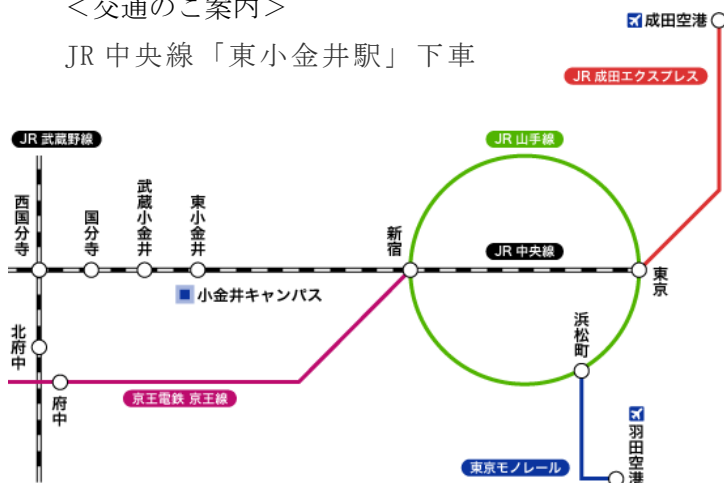 ＜交通のご案内＞
JR 中央線「東小金井駅」下車
成田空港
JR 成田エクスプレス
JR 武蔵野線
JR 山手線
西国分寺
国分寺
武蔵小金井
東小金井
新宿
JR 中央線
東京
小金井キャンパス
浜松町
北府中
府中
京王電鉄 京王線
羽田空港
東京モノレール